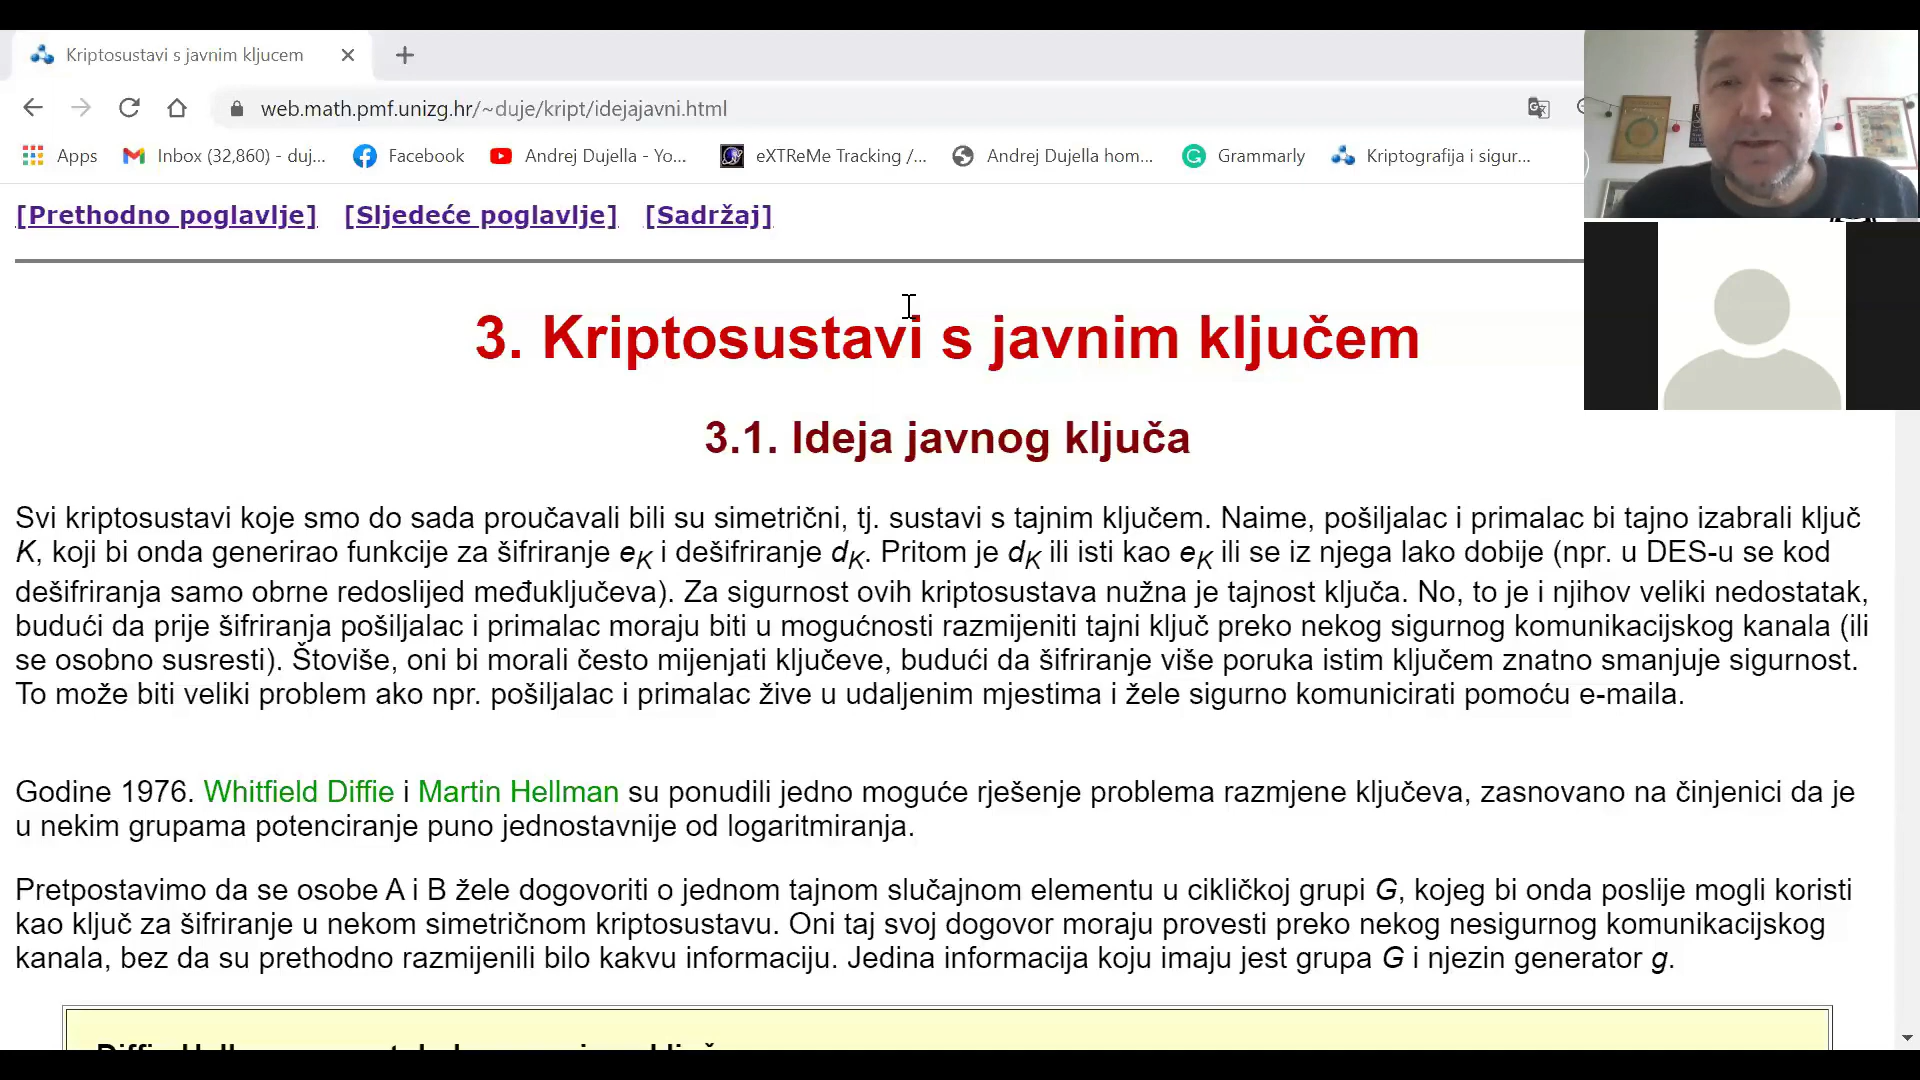 Kriptosustavi s javnim kljucem
web.math.pmf.unizg.hr/~duje/kript/idejajavni.html
Apps Inbox (32,860) - duj... Facebook Andrej Dujella - Yo... eXTReMe Tracking /... Andrej Dujella hom... Grammarly Kriptografija i sigur...
[Prethodno poglavlje] [Sljedeće poglavlje] [Sadržaj]
3. Kriptosustavi s javnim ključem
3.1. Ideja javnog ključa
Svi kriptosustavi koje smo do sada proučavali bili su simetrični, tj. sustavi s tajnim ključem. Naime, pošiljalac i primalac bi tajno izabrali ključ
K, koji bi onda generirao funkcije za šifriranje eK i dešifriranje dK. Pritom je dK ili isti kao eK ili se iz njega lako dobije (npr. u DES-u se kod
dešifriranja samo obrne redoslijed međuključeva). Za sigurnost ovih kriptosustava nužna je tajnost ključa. No, to je i njihov veliki nedostatak,
budući da prije šifriranja pošiljalac i primalac moraju biti u mogućnosti razmijeniti tajni ključ preko nekog sigurnog komunikacijskog kanala (ili
se osobno susresti). Štoviše, oni bi morali često mijenjati ključeve, budući da šifriranje više poruka istim ključem znatno smanjuje sigurnost.
To može biti veliki problem ako npr. pošiljalac i primalac žive u udaljenim mjestima i žele sigurno komunicirati pomoću e-maila.
Godine 1976. Whitfield Diffie i Martin Hellman su ponudili jedno moguće rješenje problema razmjene ključeva, zasnovano na činjenici da je
u nekim grupama potenciranje puno jednostavnije od logaritmiranja.
Pretpostavimo da se osobe A i B žele dogovoriti o jednom tajnom slučajnom elementu u cikličkoj grupi G, kojeg bi onda poslije mogli koristi
kao ključ za šifriranje u nekom simetričnom kriptosustavu. Oni taj svoj dogovor moraju provesti preko nekog nesigurnog komunikacijskog
kanala, bez da su prethodno razmijenili bilo kakvu informaciju. Jedina informacija koju imaju jest grupa G i njezin generator g.